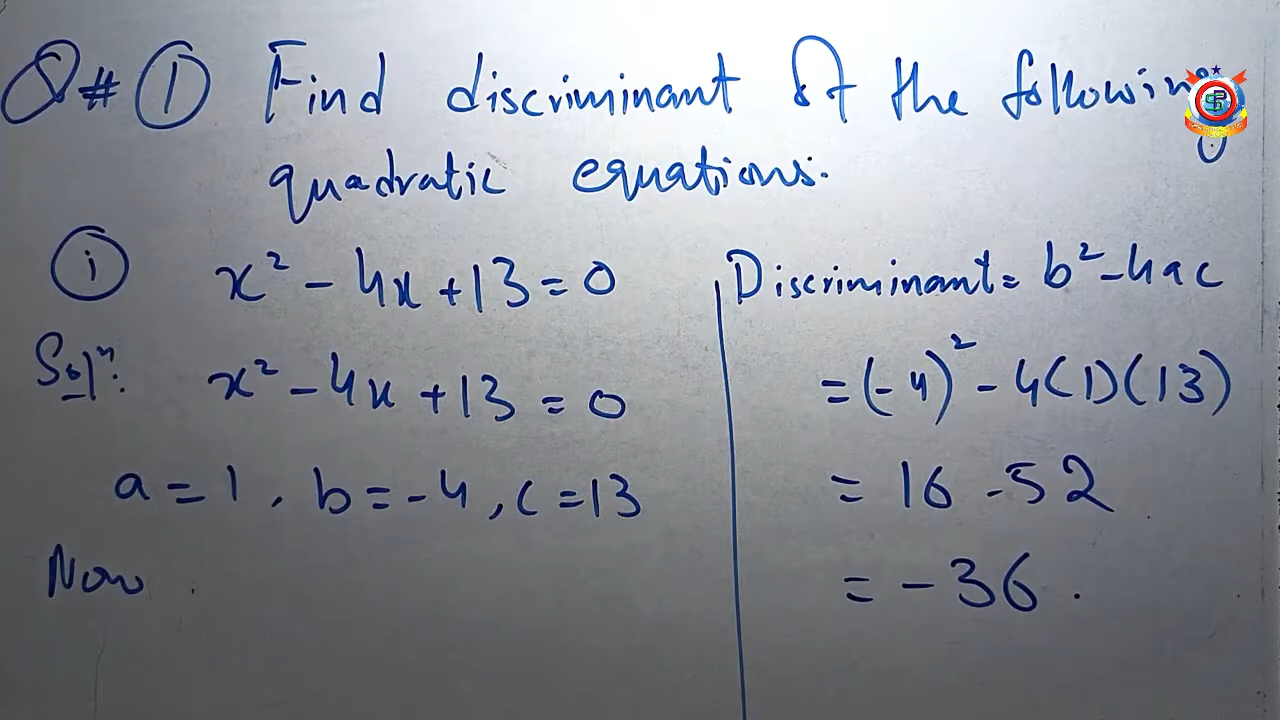 Q # ① Find discriminant of the following
quadratic equations.
ⓘ x² - 4x + 13 = 0
Solⁿ: x² - 4x + 13 = 0
a = 1 , b = -4 , c = 13
Now
Discriminant = b² - 4ac
= (-4)² - 4(1)(13)
= 16 - 52
= -36 .